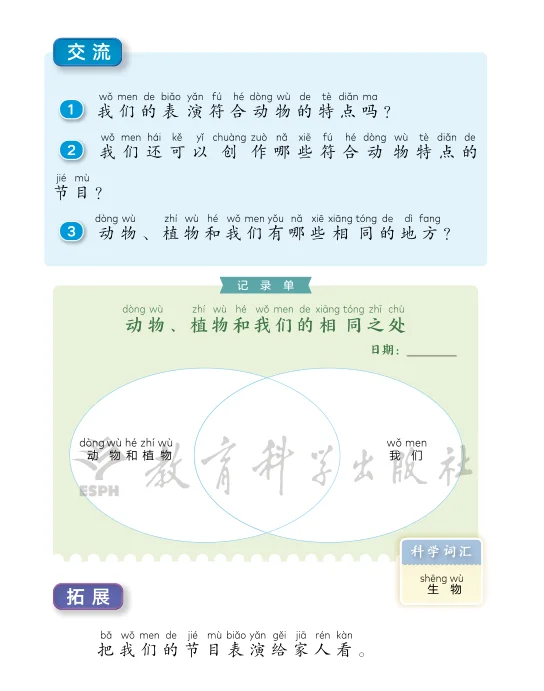 交流
wǒ men de biǎo yǎn fú hé dòng wù de tè diǎn ma
1 我们的表演符合动物的特点吗？
wǒ men hái kě yǐ chuàng zuò nǎ xiē fú hé dòng wù tè diǎn de
2 我们还可以创作哪些符合动物特点的
jié mù
节目？
dòng wù zhí wù hé wǒ men yǒu nǎ xiē xiāng tóng de dì fang
3 动物、植物和我们有哪些相同的地方？
记录单
dòng wù zhí wù hé wǒ men de xiāng tóng zhī chù
动物、植物和我们的相同之处
日期：
dòng wù hé zhí wù
动物和植物
wǒ men
我们
ESPH
教育科学出版社
科学词汇
shēng wù
生物
拓展
bǎ wǒ men de jié mù biǎo yǎn gěi jiā rén kàn
把我们的节目表演给家人看。